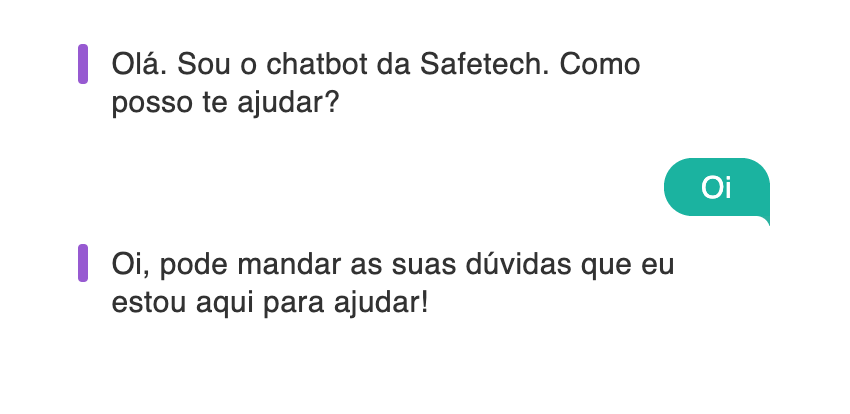 Olá. Sou o chatbot da Safetech. Como
posso te ajudar?
Oi
Oi, pode mandar as suas dúvidas que eu
estou aqui para ajudar!